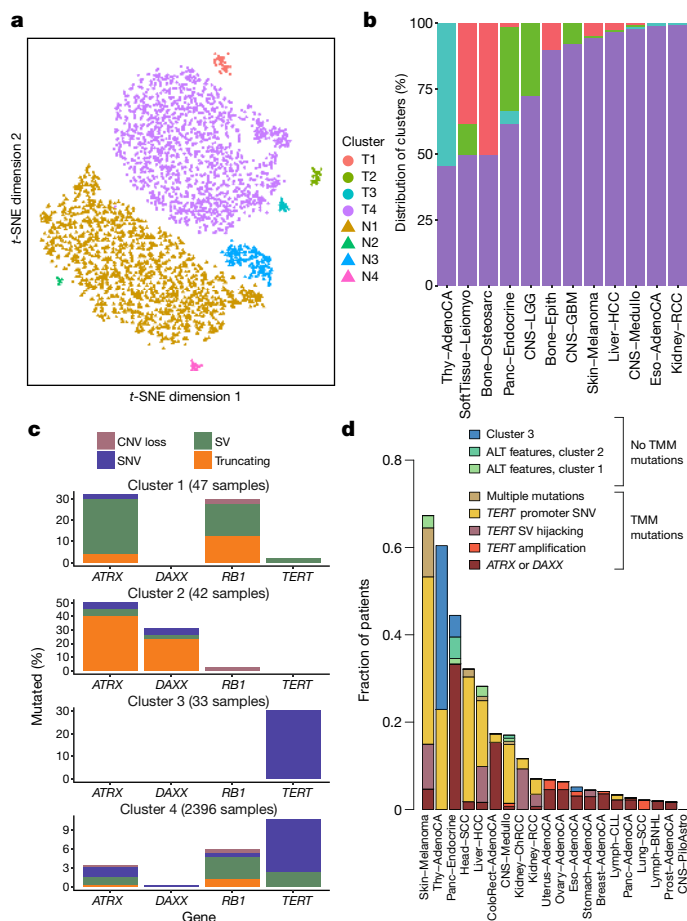 a
t-SNE dimension 2
t-SNE dimension 1
Cluster
T1
T2
T3
T4
N1
N2
N3
N4
b
Distribution of clusters (%)
100
75
50
25
0
Thy–AdenoCA
SoftTissue–Leiomyo
Bone–Osteosarc
Panc–Endocrine
CNS–LGG
Bone–Epith
CNS–GBM
Skin–Melanoma
Liver–HCC
CNS–Medullo
Eso–AdenoCA
Kidney–RCC
c
CNV loss
SV
SNV
Truncating
Mutated (%)
Cluster 1 (47 samples)
30
20
10
0
ATRX DAXX RB1 TERT
Cluster 2 (42 samples)
50
40
30
20
10
0
ATRX DAXX RB1 TERT
Cluster 3 (33 samples)
30
20
10
0
ATRX DAXX RB1 TERT
Cluster 4 (2396 samples)
9
6
3
0
ATRX DAXX RB1 TERT
Gene
d
Cluster 3
ALT features, cluster 2
ALT features, cluster 1
No TMM
mutations
Multiple mutations
TERT promoter SNV
TERT SV hijacking
TERT amplification
ATRX or DAXX
TMM
mutations
Fraction of patients
0.8
0.6
0.4
0.2
0
Skin–Melanoma
Thy–AdenoCA
Panc–Endocrine
Head–SCC
Liver–HCC
ColoRect–AdenoCA
CNS–Medullo
Kidney–ChRCC
Kidney–RCC
Uterus–AdenoCA
Ovary–AdenoCA
Eso–AdenoCA
Stomach–AdenoCA
Breast–AdenoCA
Lymph–CLL
Panc–AdenoCA
Lung–SCC
Lymph–BNHL
Prost–AdenoCA
CNS–PiloAstro